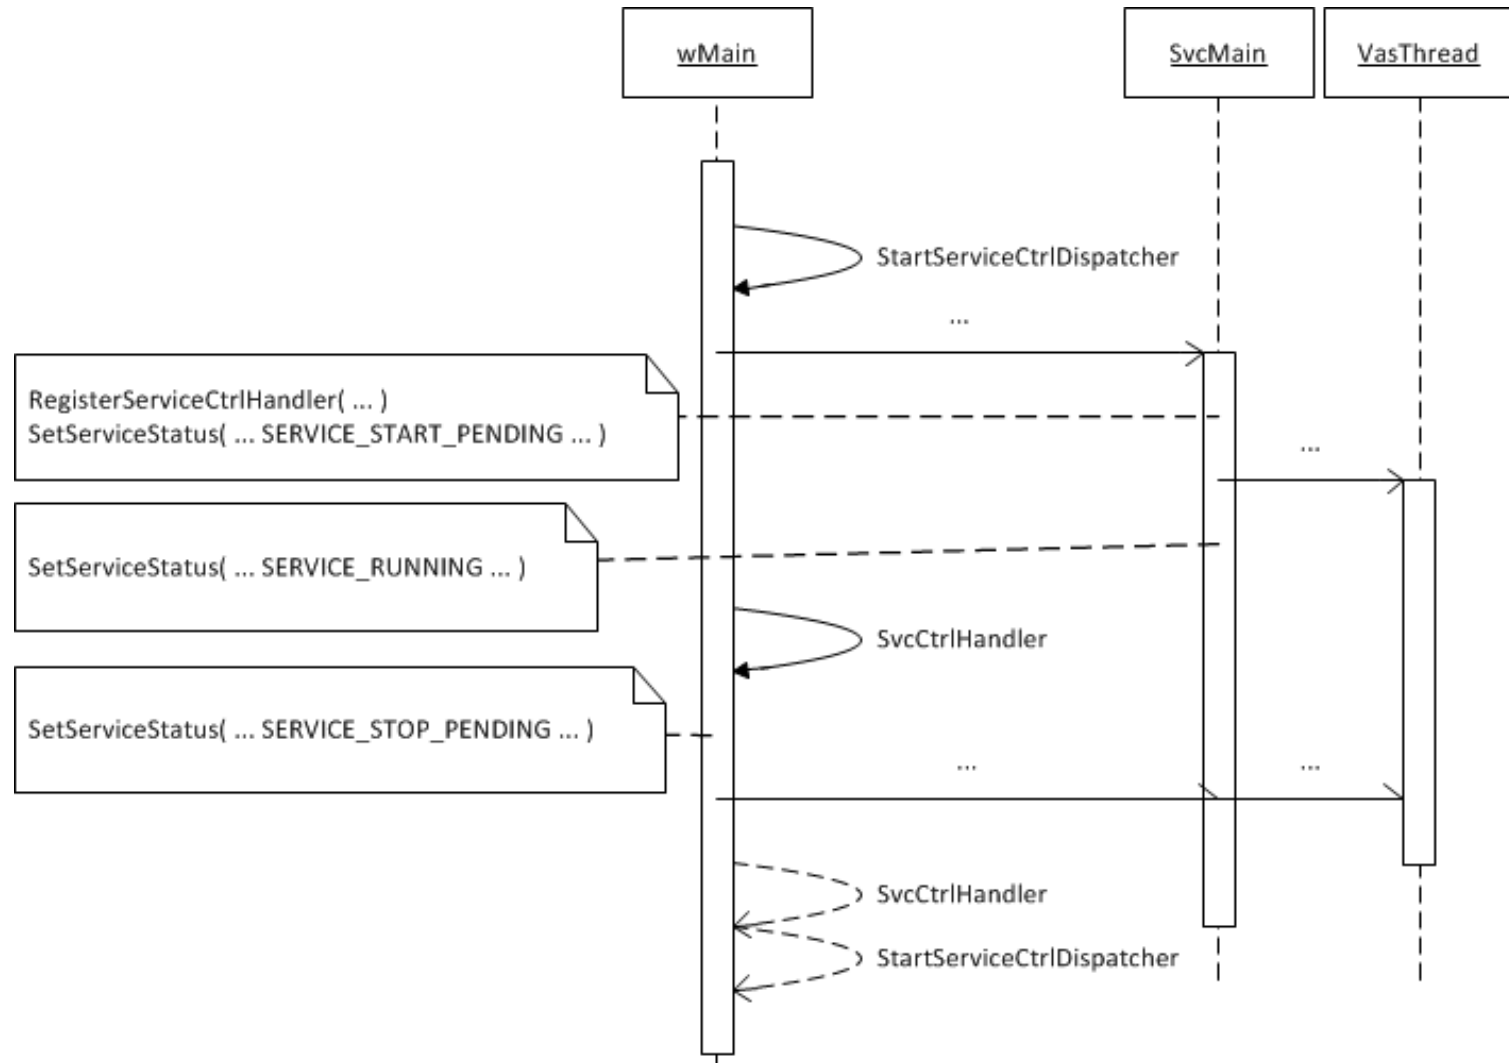 wMain
SvcMain
VasThread
StartServiceCtrlDispatcher
...
RegisterServiceCtrlHandler( ... )
SetServiceStatus( ... SERVICE_START_PENDING ... )
...
SetServiceStatus( ... SERVICE_RUNNING ... )
SvcCtrlHandler
SetServiceStatus( ... SERVICE_STOP_PENDING ... )
...
...
SvcCtrlHandler
StartServiceCtrlDispatcher